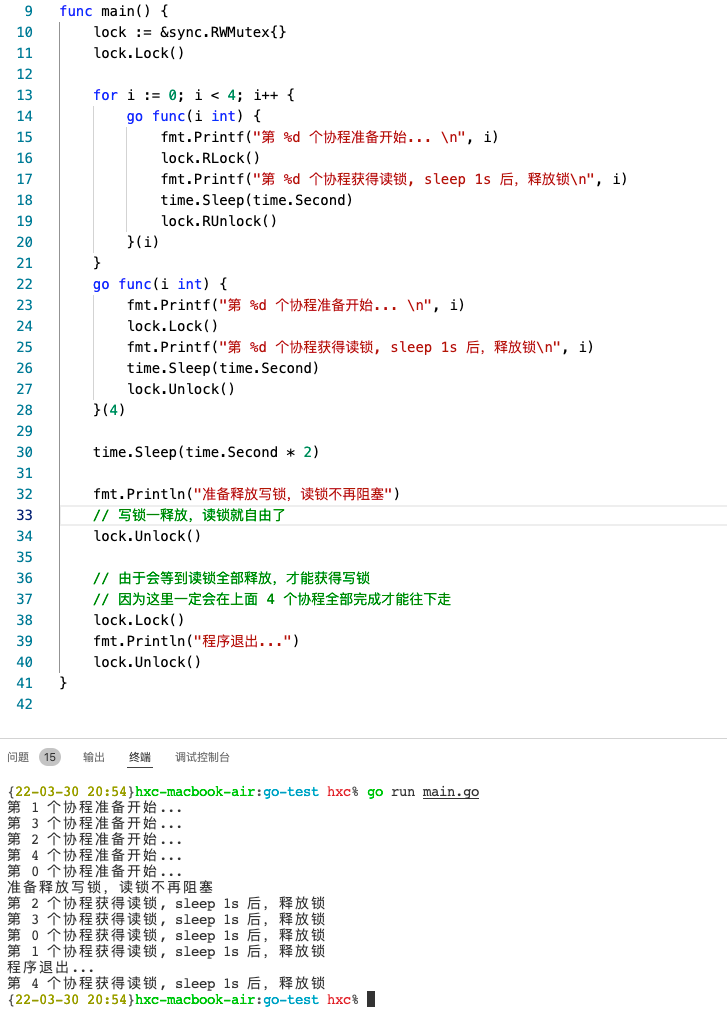 9 func main() {
10 lock := &sync.RWMutex{}
11 lock.Lock()
12
13 for i := 0; i < 4; i++ {
14 go func(i int) {
15 fmt.Printf("第 %d 个协程准备开始... \n", i)
16 lock.RLock()
17 fmt.Printf("第 %d 个协程获得读锁, sleep 1s 后，释放锁\n", i)
18 time.Sleep(time.Second)
19 lock.RUnlock()
20 }(i)
21 }
22 go func(i int) {
23 fmt.Printf("第 %d 个协程准备开始... \n", i)
24 lock.Lock()
25 fmt.Printf("第 %d 个协程获得读锁, sleep 1s 后，释放锁\n", i)
26 time.Sleep(time.Second)
27 lock.Unlock()
28 }(4)
29
30 time.Sleep(time.Second * 2)
31
32 fmt.Println("准备释放写锁，读锁不再阻塞")
33 // 写锁一释放，读锁就自由了
34 lock.Unlock()
35
36 // 由于会等到读锁全部释放，才能获得写锁
37 // 因为这里一定会在上面 4 个协程全部完成才能往下走
38 lock.Lock()
39 fmt.Println("程序退出...")
40 lock.Unlock()
41 }
42
问题 15 输出 终端 调试控制台
{22-03-30 20:54}hxc-macbook-air:go-test hxc% go run main.go
第 1 个协程准备开始...
第 3 个协程准备开始...
第 2 个协程准备开始...
第 4 个协程准备开始...
第 0 个协程准备开始...
准备释放写锁，读锁不再阻塞
第 2 个协程获得读锁, sleep 1s 后，释放锁
第 3 个协程获得读锁, sleep 1s 后，释放锁
第 0 个协程获得读锁, sleep 1s 后，释放锁
第 1 个协程获得读锁, sleep 1s 后，释放锁
程序退出...
第 4 个协程获得读锁, sleep 1s 后，释放锁
{22-03-30 20:54}hxc-macbook-air:go-test hxc%